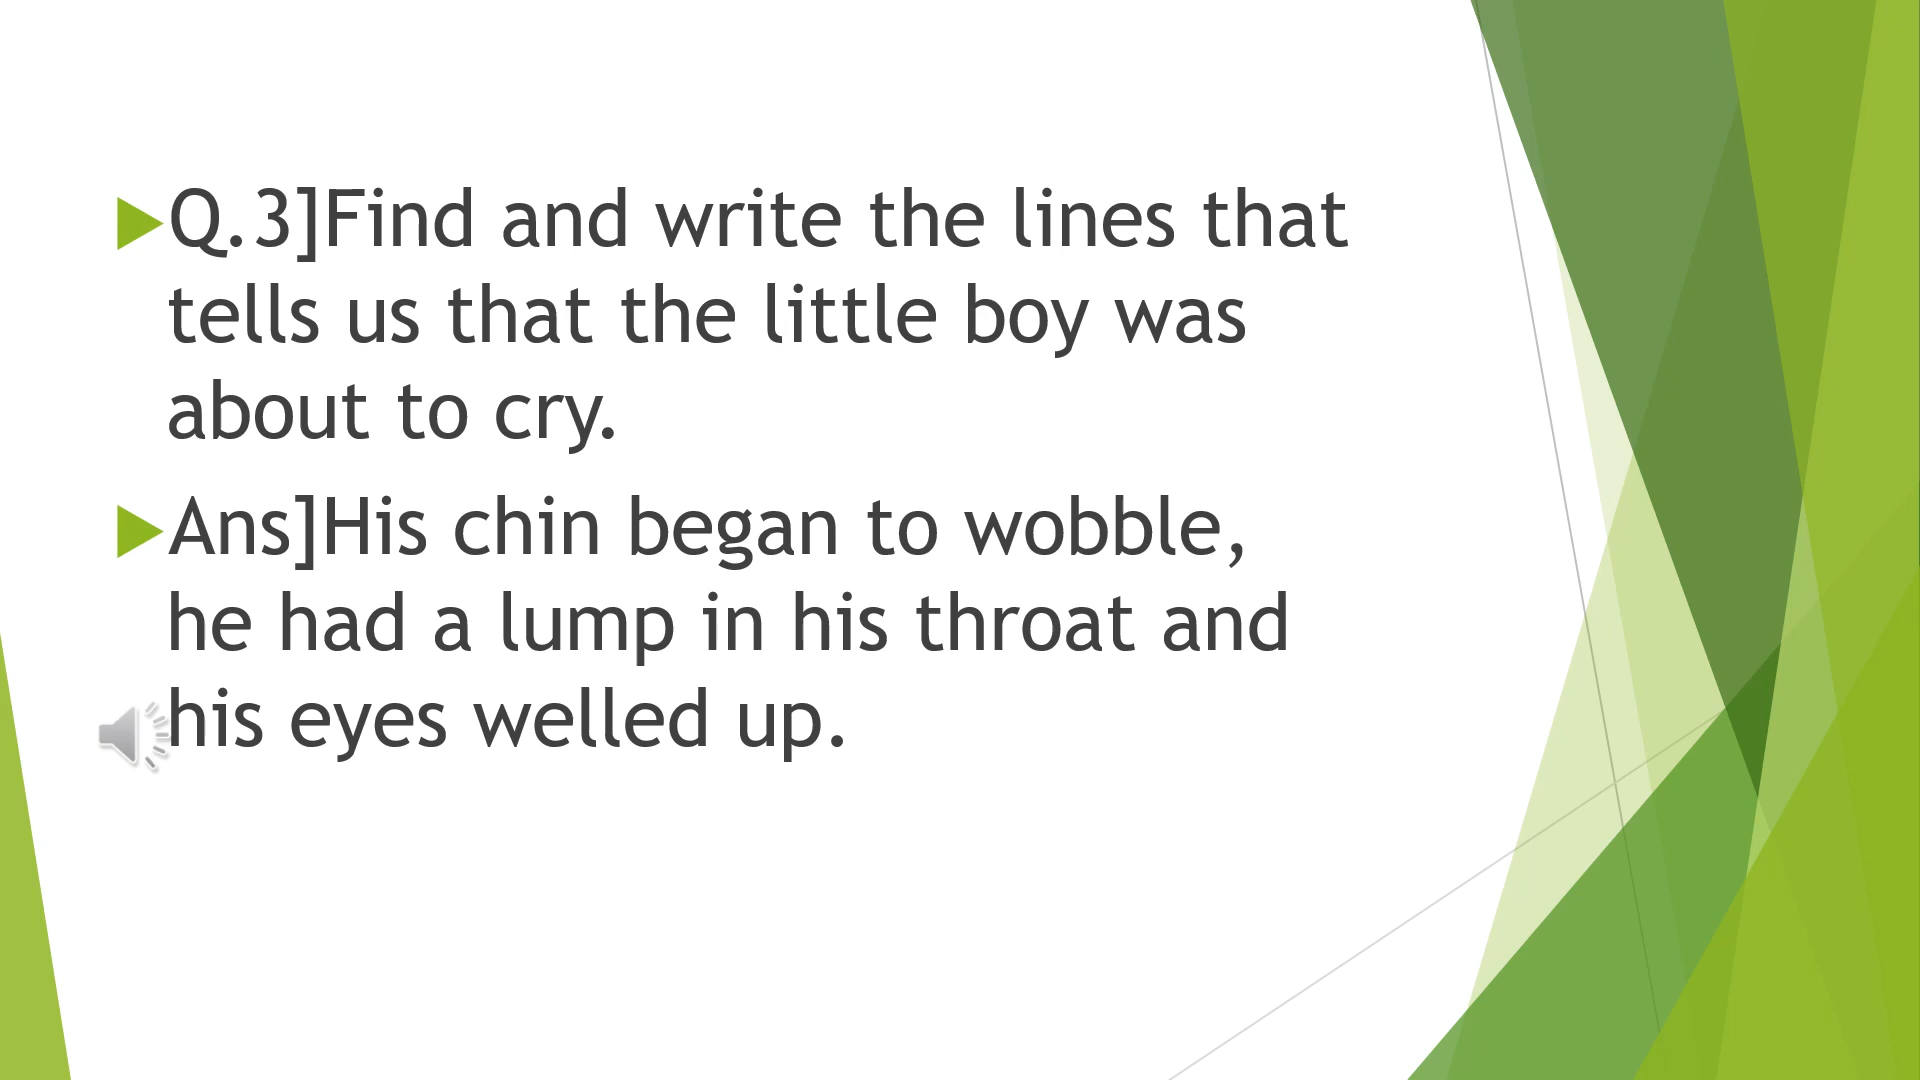 Q.3]Find and write the lines that
tells us that the little boy was
about to cry.
Ans]His chin began to wobble,
he had a lump in his throat and
his eyes welled up.